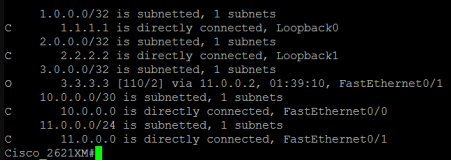 1.0.0.0/32 is subnetted, 1 subnets
C 1.1.1.1 is directly connected, Loopback0
2.0.0.0/32 is subnetted, 1 subnets
C 2.2.2.2 is directly connected, Loopback1
3.0.0.0/32 is subnetted, 1 subnets
O 3.3.3.3 [110/2] via 11.0.0.2, 01:39:10, FastEthernet0/1
10.0.0.0/30 is subnetted, 1 subnets
C 10.0.0.0 is directly connected, FastEthernet0/0
11.0.0.0/24 is subnetted, 1 subnets
C 11.0.0.0 is directly connected, FastEthernet0/1
Cisco_2621XM#